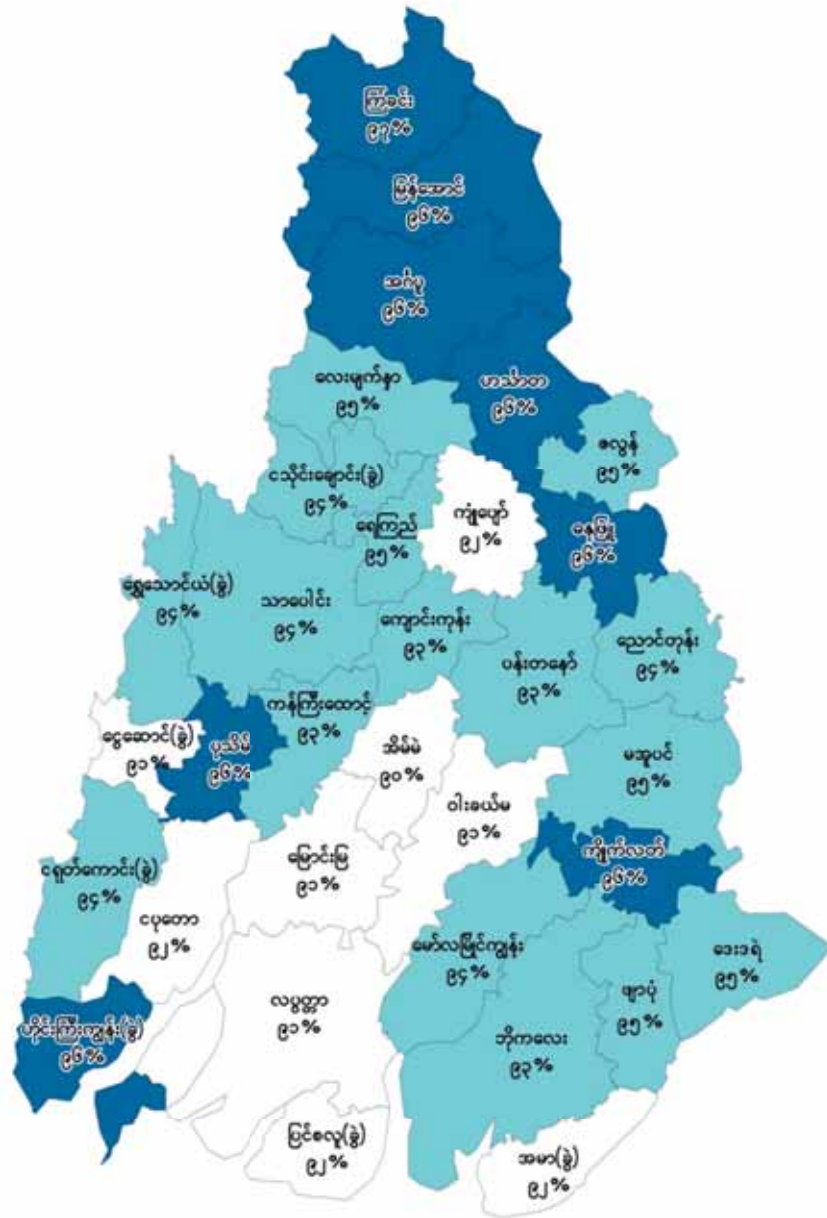 ကြံခင်း
၉၇%
မြန်အောင်
၉၆%
အင်္ဂပူ
၉၆%
လေးမျက်နှာ
၉၅%
ဟင်္သာတ
၉၆%
ဇလွန်
၉၅%
ငသိုင်းချောင်း(ခွဲ)
၉၄%
ရေကြည်
၉၅%
ကျုံပျော်
၉၂%
ဓနုဖြူ
၉၆%
ရွှေသောင်ယံ(ခွဲ)
၉၄%
သာပေါင်း
၉၄%
ကျောင်းကုန်း
၉၃%
ပန်းတနော်
၉၃%
ညောင်တုန်း
၉၄%
ငွေဆောင်(ခွဲ)
၉၁%
ပုသိမ်
၉၆%
ကန်ကြီးထောင့်
၉၃%
အိမ်မဲ
၉၀%
ဝါးခယ်မ
၉၁%
မအူပင်
၉၅%
ကျိုက်လတ်
၉၆%
ငရုတ်ကောင်း(ခွဲ)
၉၄%
ငပုတော
၉၂%
မြောင်းမြ
၉၁%
မော်လမြိုင်ကျွန်း
၉၄%
ဒေးဒရဲ
၉၅%
ဖျာပုံ
၉၅%
ဟိုင်းကြီးကျွန်း(ခွဲ)
၉၆%
လပွတ္တာ
၉၁%
ဘိုကလေး
၉၃%
ပြင်စလူ(ခွဲ)
၉၂%
အမာ(ခွဲ)
၉၂%